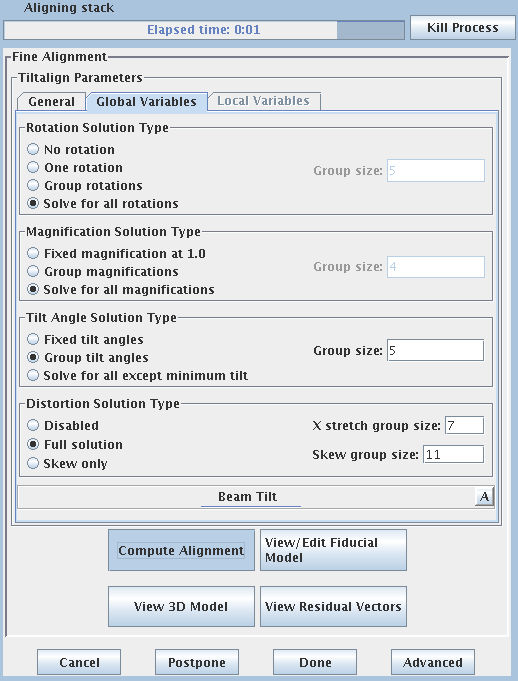 Aligning stack
Elapsed time: 0:01
Kill Process
Fine Alignment
Tiltalign Parameters
General Global Variables Local Variables
Rotation Solution Type
No rotation
One rotation
Group size: 5
Group rotations
Solve for all rotations
Magnification Solution Type
Fixed magnification at 1.0
Group magnifications
Group size: 4
Solve for all magnifications
Tilt Angle Solution Type
Fixed tilt angles
Group tilt angles
Group size: 5
Solve for all except minimum tilt
Distortion Solution Type
Disabled
X stretch group size: 7
Full solution
Skew group size: 11
Skew only
Beam Tilt A
Compute Alignment
View/Edit Fiducial
Model
View 3D Model
View Residual Vectors
Cancel Postpone Done Advanced